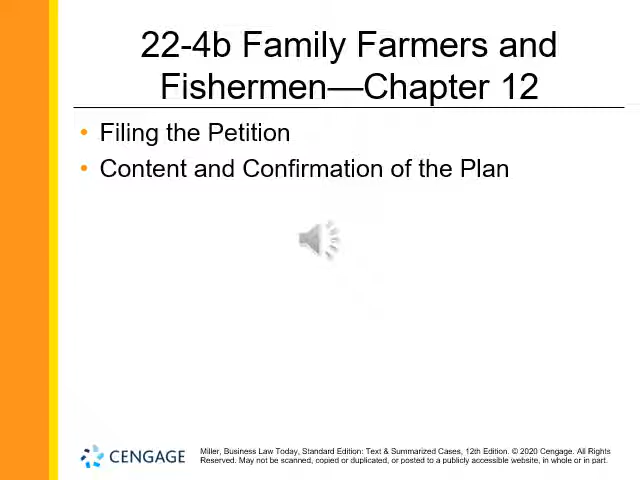 22-4b Family Farmers and
Fishermen—Chapter 12
• Filing the Petition
• Content and Confirmation of the Plan
CENGAGE
Miller, Business Law Today, Standard Edition: Text & Summarized Cases, 12th Edition. © 2020 Cengage. All Rights
Reserved. May not be scanned, copied or duplicated, or posted to a publicly accessible website, in whole or in part.